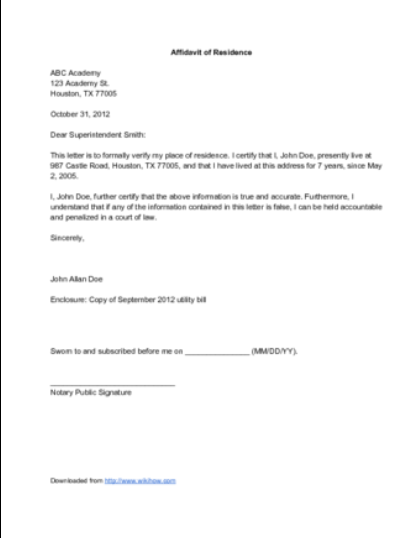 Affidavit of Residence
ABC Academy
123 Academy St.
Houston, TX 77005
October 31, 2012
Dear Superintendent Smith:
This letter is to formally verify my place of residence. I certify that I, John Doe, presently live at
987 Castle Road, Houston, TX 77005, and that I have lived at this address for 7 years, since May
2, 2005.
I, John Doe, further certify that the above information is true and accurate. Furthermore, I
understand that if any of the information contained in this letter is false, I can be held accountable
and penalized in a court of law.
Sincerely,
John Allan Doe
Enclosure: Copy of September 2012 utility bill
Sworn to and subscribed before me on ________________ (MM/DD/YY).
Notary Public Signature
Downloaded from http://www.wikihow.com